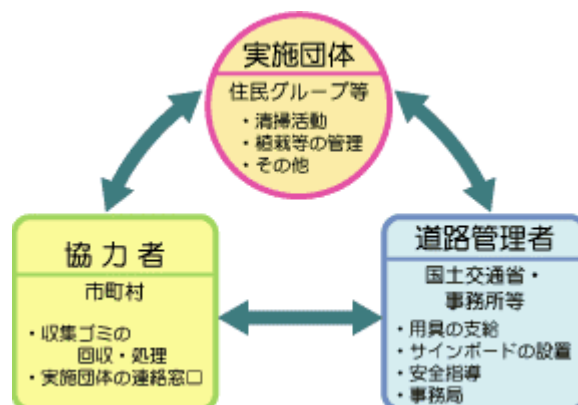 実施団体
住民グループ等
・清掃活動
・植栽等の管理
・その他
協力者
市町村
・収集ゴミの
回収・処理
・実施団体の連絡窓口
道路管理者
国土交通省・
事務所等
・用具の支給
・サインボードの設置
・安全指導
・事務局